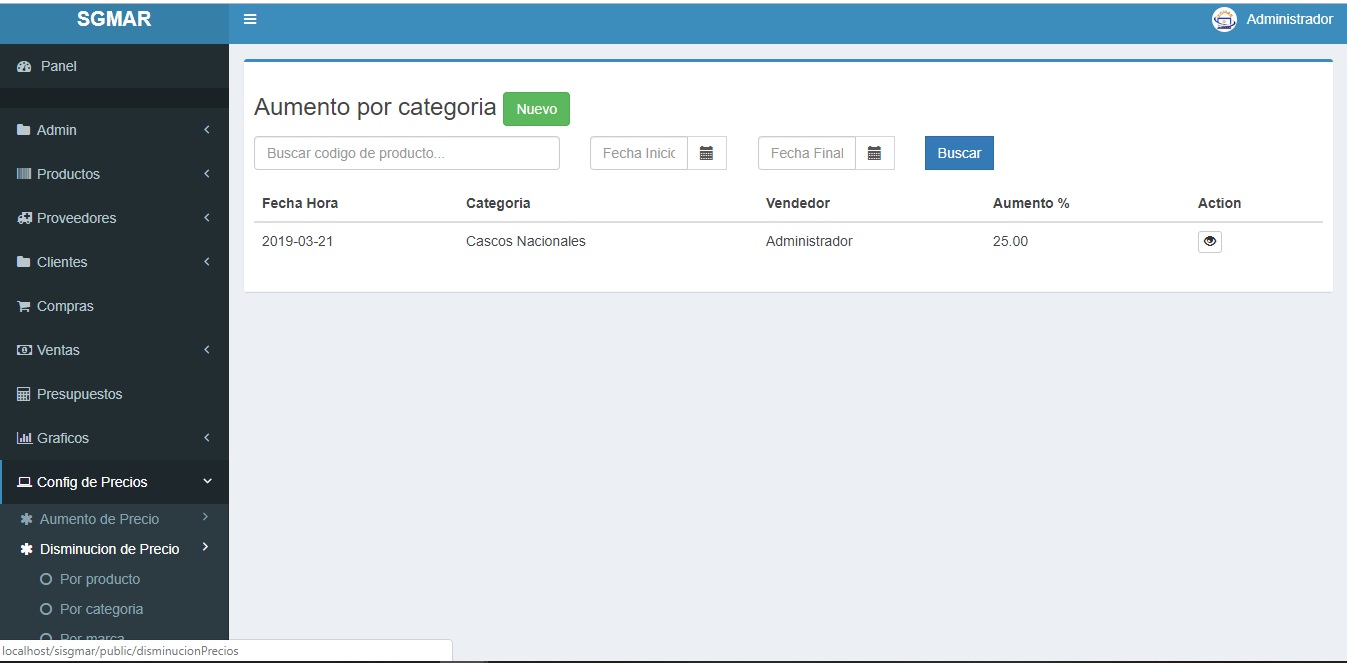 SGMAR
Administrador
Panel
Admin
Productos
Proveedores
Clientes
Compras
Ventas
Presupuestos
Graficos
Config de Precios
Aumento de Precio
Disminucion de Precio
Por producto
Por categoria
Por marca
Aumento por categoria Nuevo
Buscar codigo de producto... Fecha Inicio Fecha Final Buscar
Fecha Hora Categoria Vendedor Aumento % Action
2019-03-21 Cascos Nacionales Administrador 25.00
localhost/sisgmar/public/disminucionPrecios